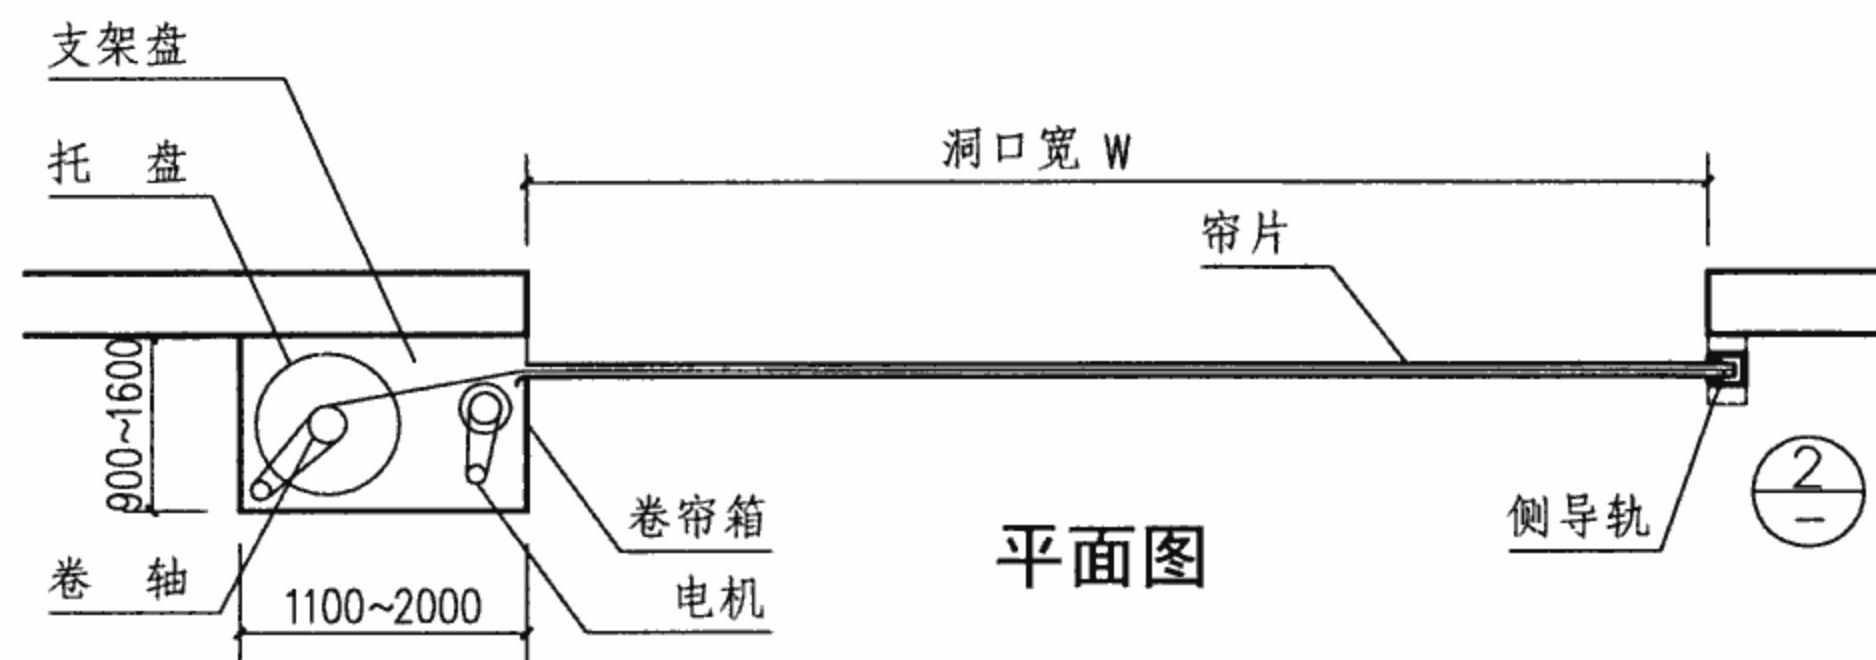 支架盘
洞口宽 W
托 盘
帘片
900~1600
卷帘箱
侧导轨
2
–
平面图
卷 轴
1100~2000
电机